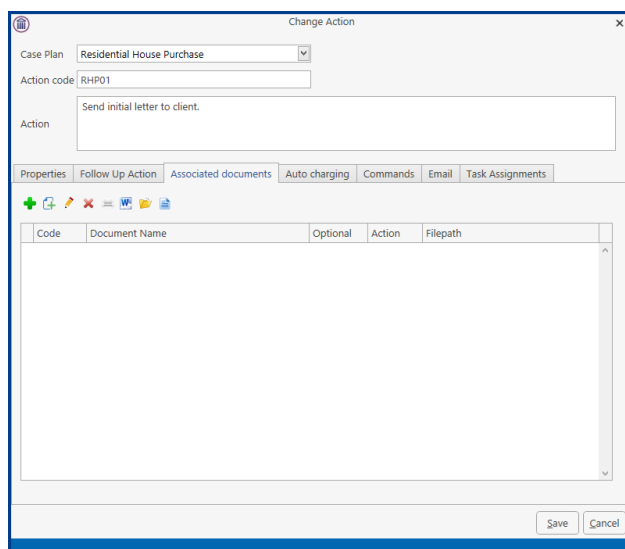 Change Action
Case Plan Residential House Purchase
Action code RHP01
Action Send initial letter to client.
Properties Follow Up Action Associated documents Auto charging Commands Email Task Assignments
Code Document Name Optional Action Filepath
Save Cancel